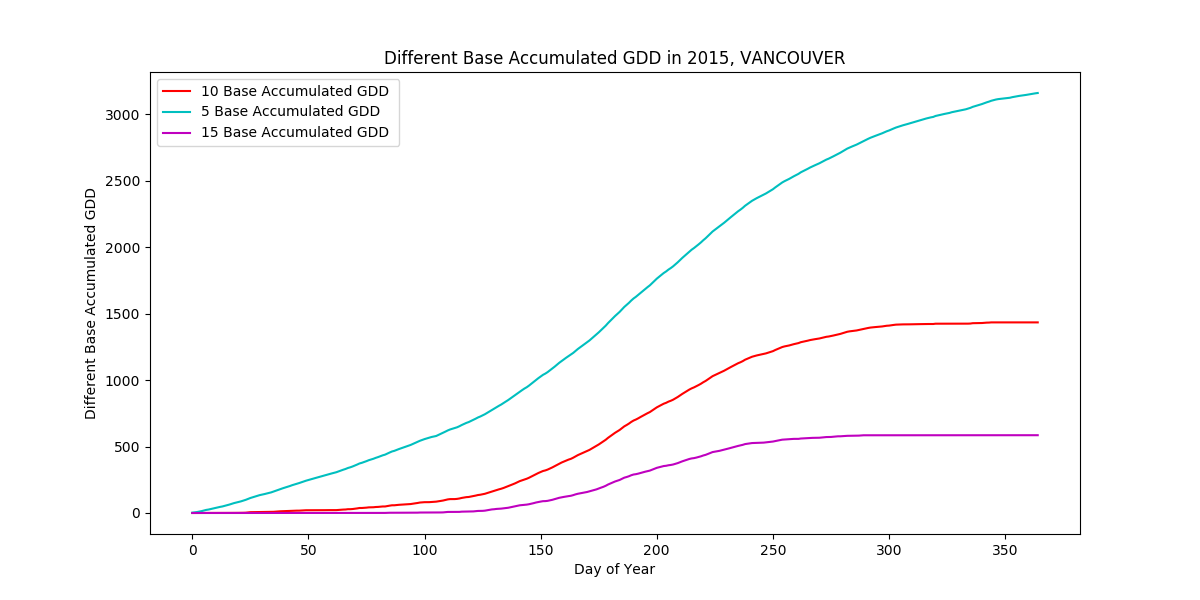 Different Base Accumulated GDD in 2015, VANCOUVER
10 Base Accumulated GDD
5 Base Accumulated GDD
15 Base Accumulated GDD
Different Base Accumulated GDD
3000
2500
2000
1500
1000
500
0
0 50 100 150 200 250 300 350
Day of Year